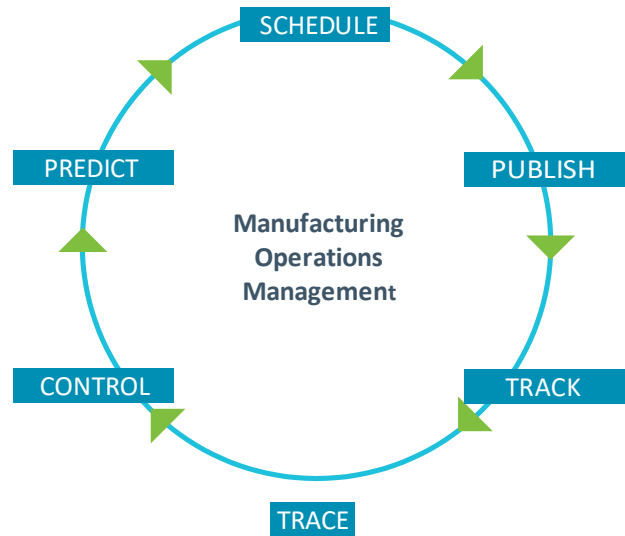 SCHEDULE
PREDICT
PUBLISH
Manufacturing
Operations
Management
CONTROL
TRACK
TRACE